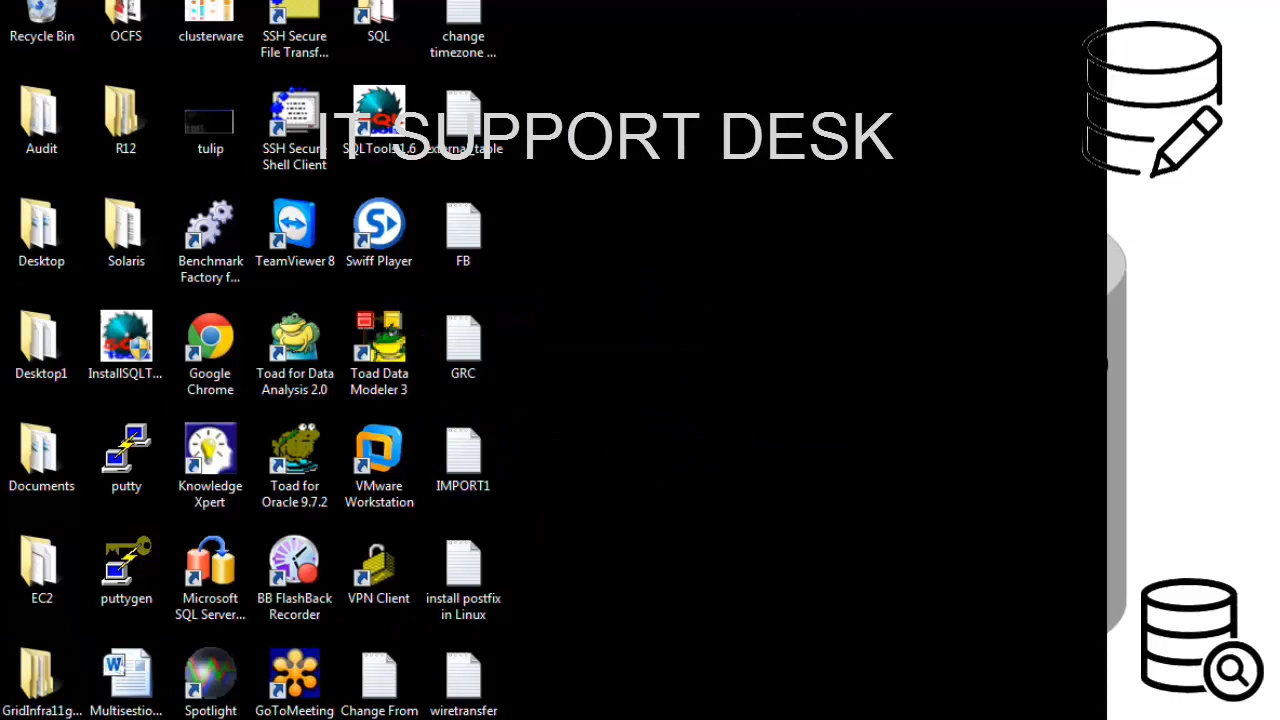 Recycle Bin
OCFS
clusterware
SSH Secure
File Transf...
SQL
change
timezone ...
IT SUPPORT DESK
Audit
R12
tulip
SSH Secure
Shell Client
SQLTools 1.6
external_table
Desktop
Solaris
Benchmark
Factory f...
TeamViewer 8
Swiff Player
FB
Desktop1
InstallSQLT...
Google
Chrome
Toad for Data
Analysis 2.0
Toad Data
Modeler 3
GRC
Documents
putty
Knowledge
Xpert
Toad for
Oracle 9.7.2
VMware
Workstation
IMPORT1
EC2
puttygen
Microsoft
SQL Server...
BB FlashBack
Recorder
VPN Client
install postfix
in Linux
GridInfra11g...
Multisestio...
Spotlight
GoToMeeting
Change From
wiretransfer